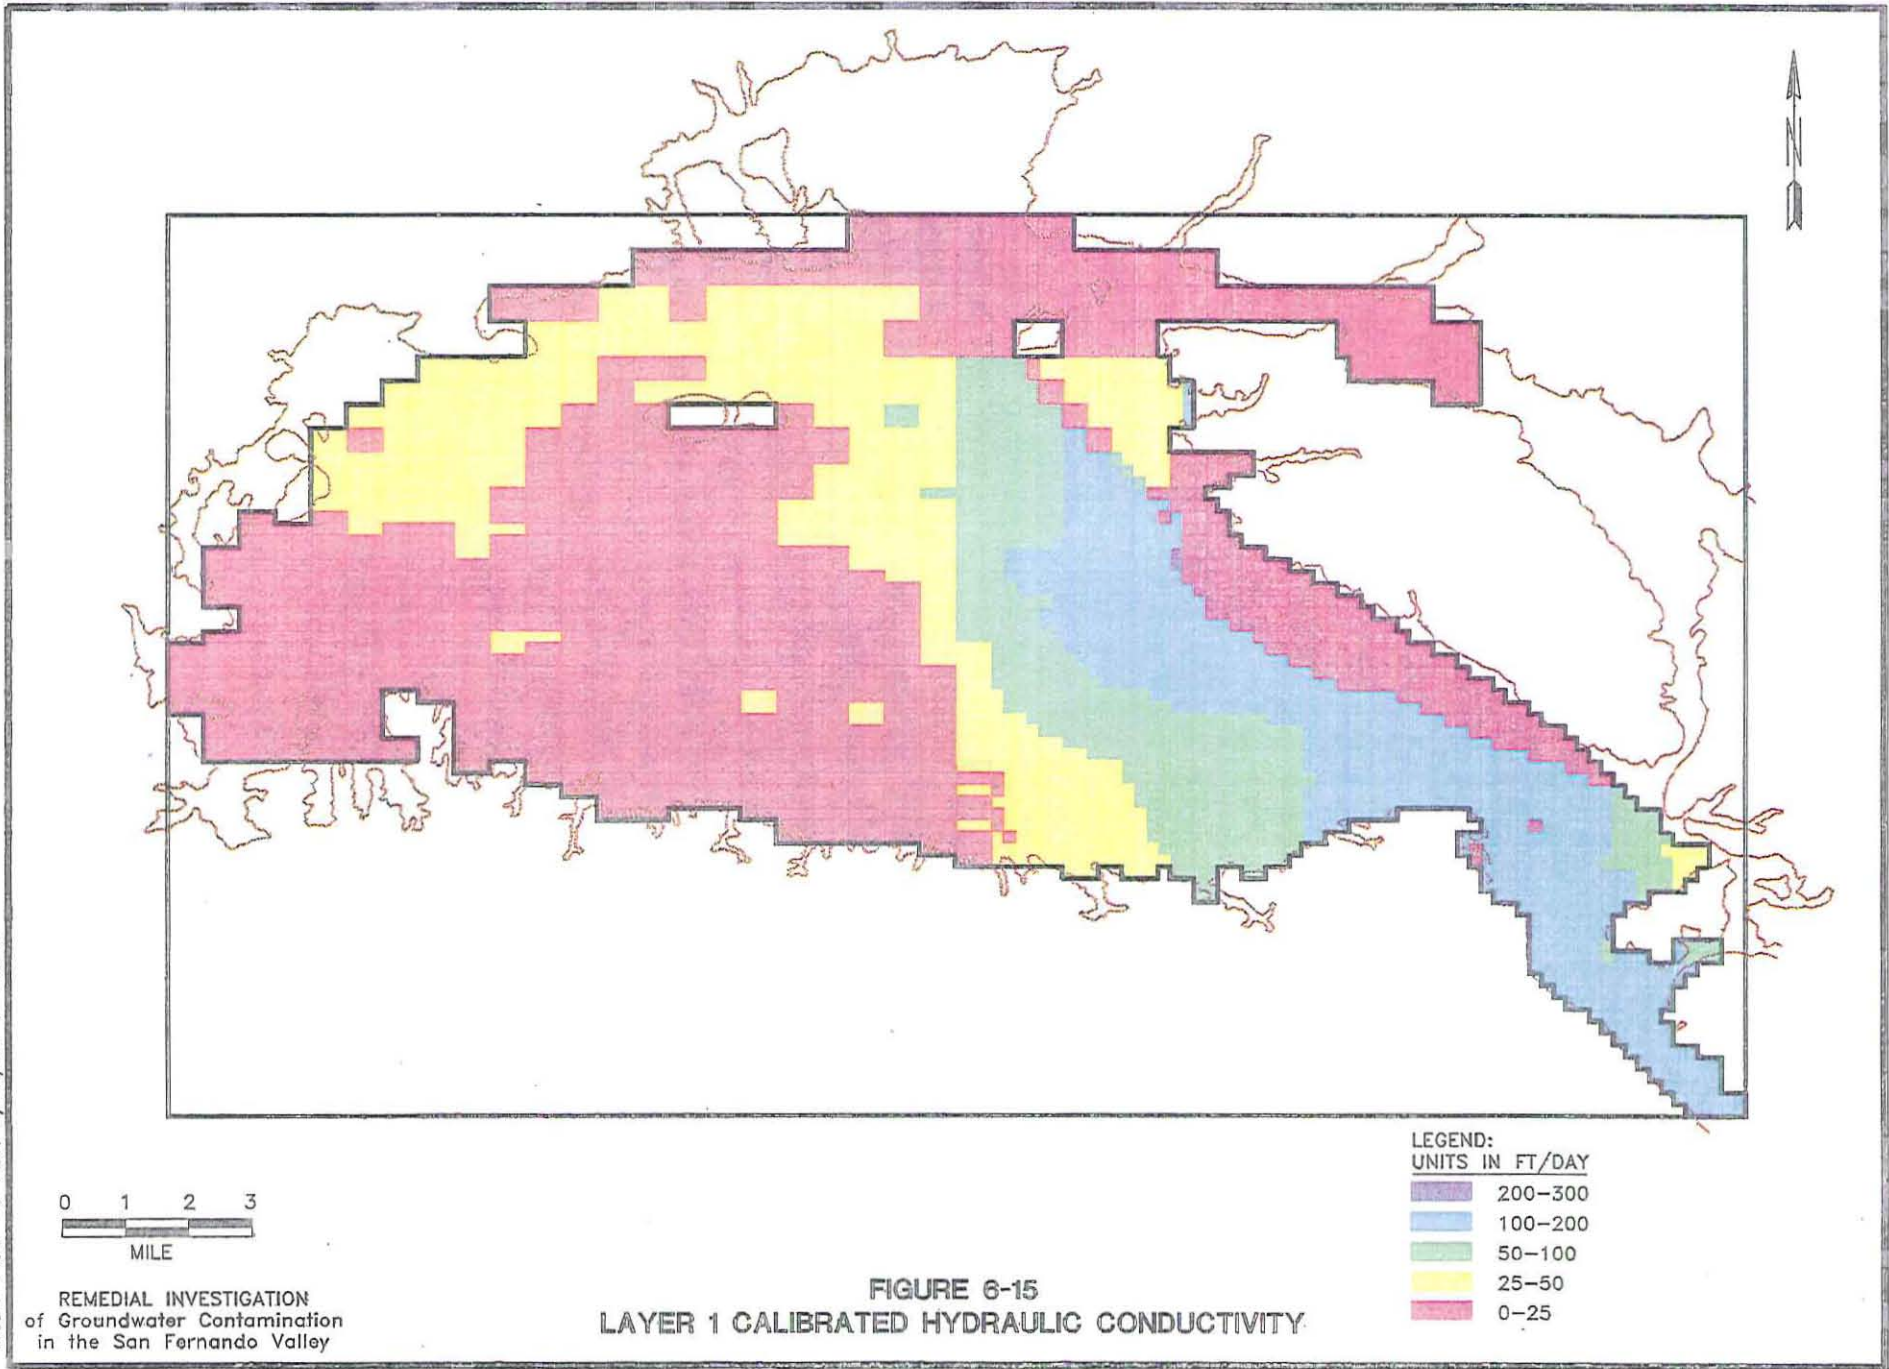 N
0 1 2 3
MILE
REMEDIAL INVESTIGATION
of Groundwater Contamination
in the San Fernando Valley
FIGURE 6-15
LAYER 1 CALIBRATED HYDRAULIC CONDUCTIVITY
LEGEND:
UNITS IN FT/DAY
200-300
100-200
50-100
25-50
0-25